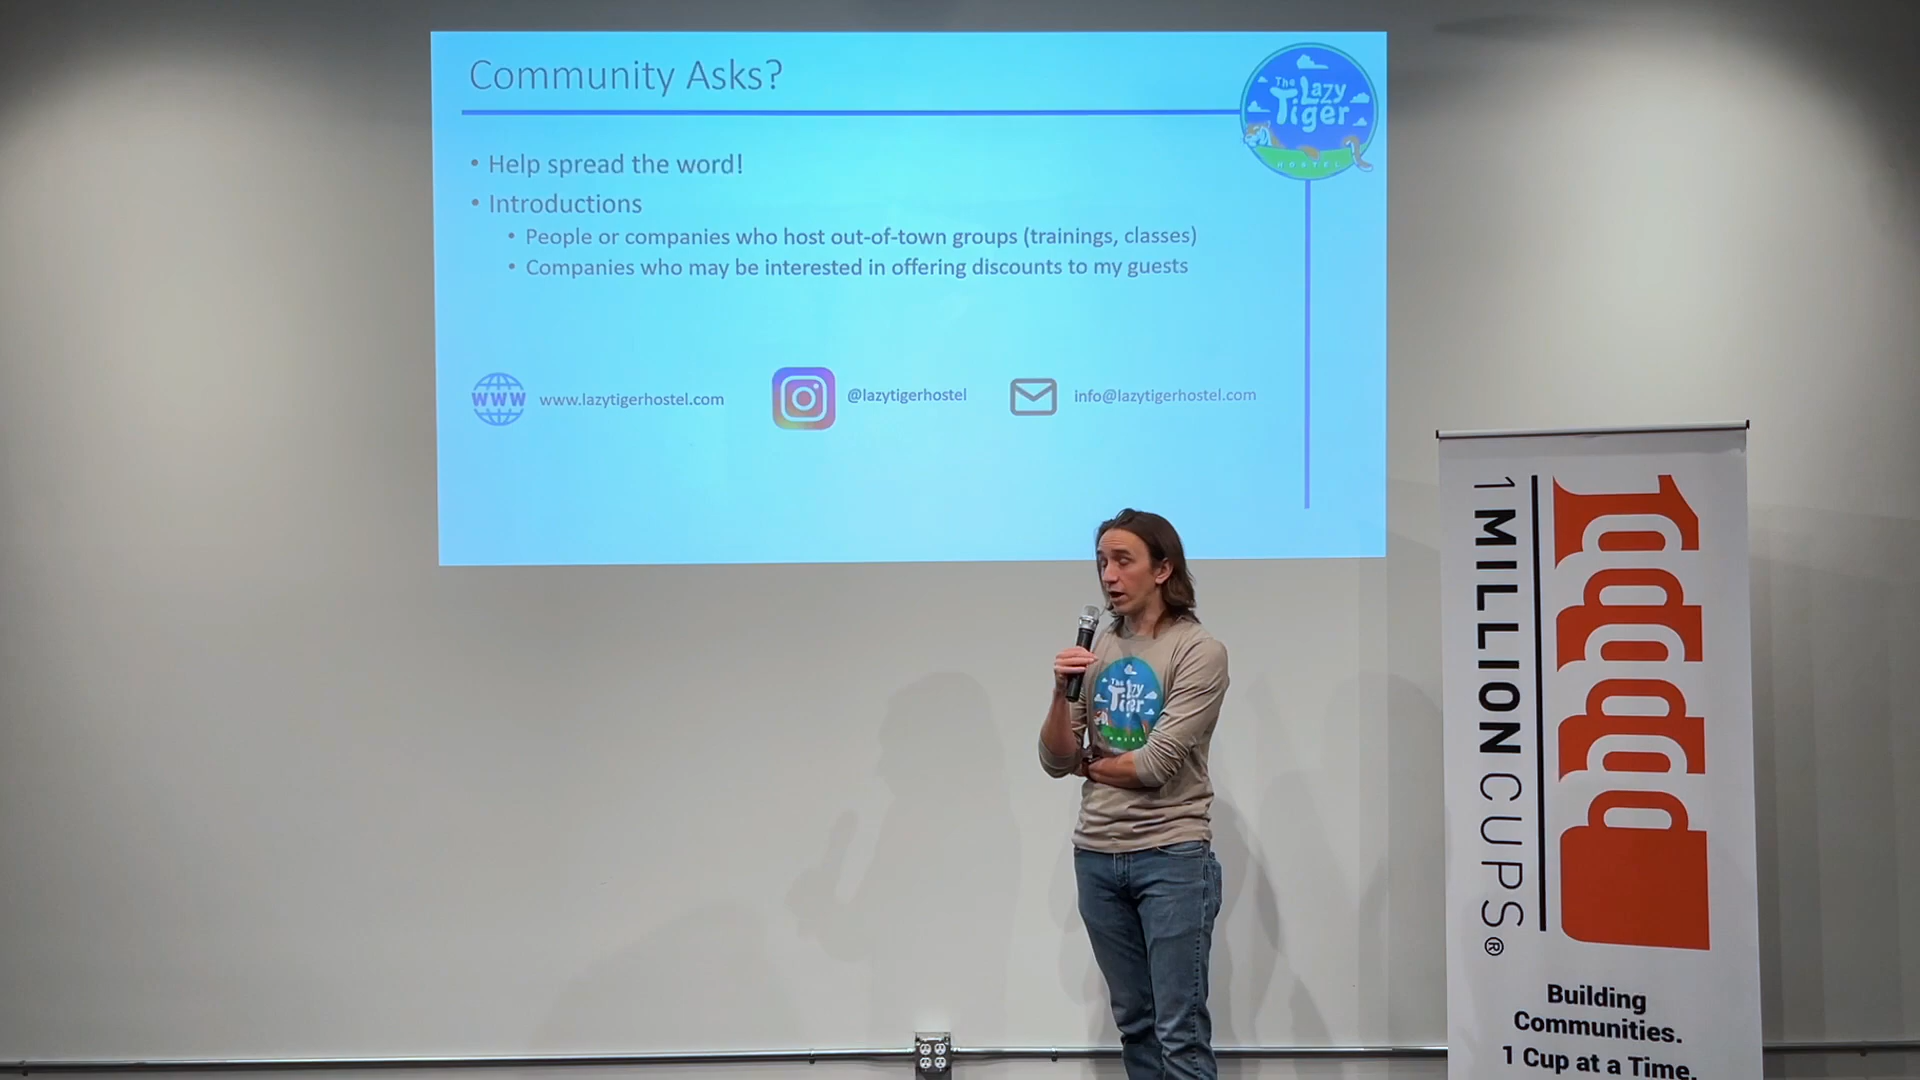 Community Asks?
The Lazy
Tiger
HOSTEL
• Help spread the word!
• Introductions
• People or companies who host out-of-town groups (trainings, classes)
• Companies who may be interested in offering discounts to my guests
WWW
www.lazytigerhostel.com
@lazytigerhostel
info@lazytigerhostel.com
The Lazy
Tiger
HOSTEL
1 MILLION CUPS®
Building
Communities.
1 Cup at a Time.